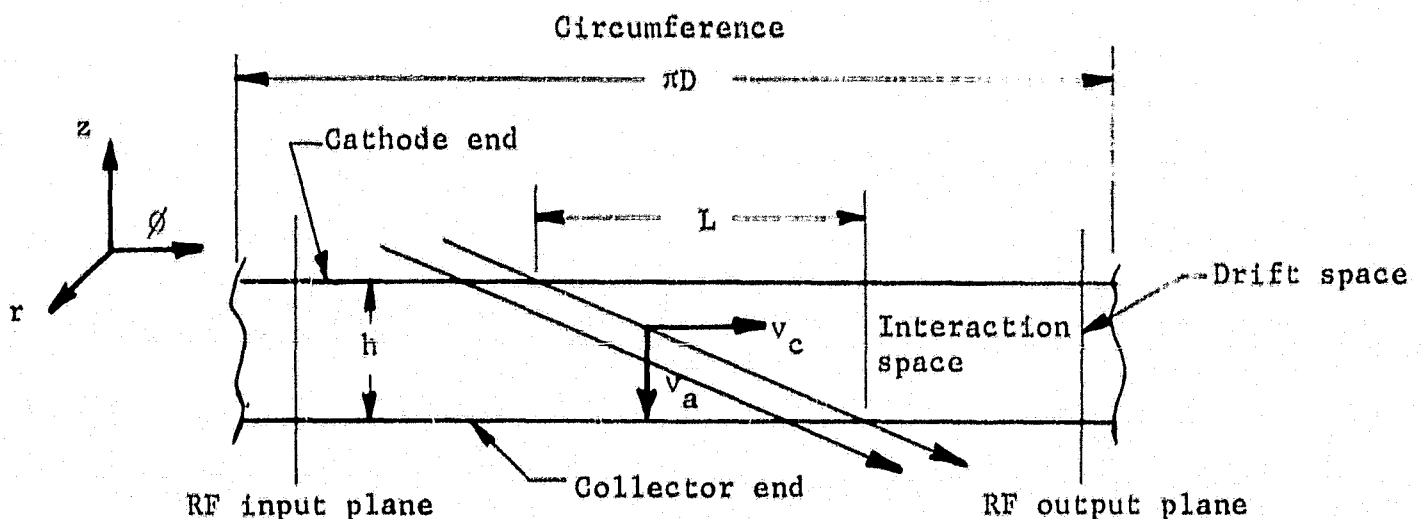 Circumference
πD
z
Cathode end
L
Ø
Drift space
r
h
v_c
Interaction
space
v_a
Collector end
RF input plane
RF output plane